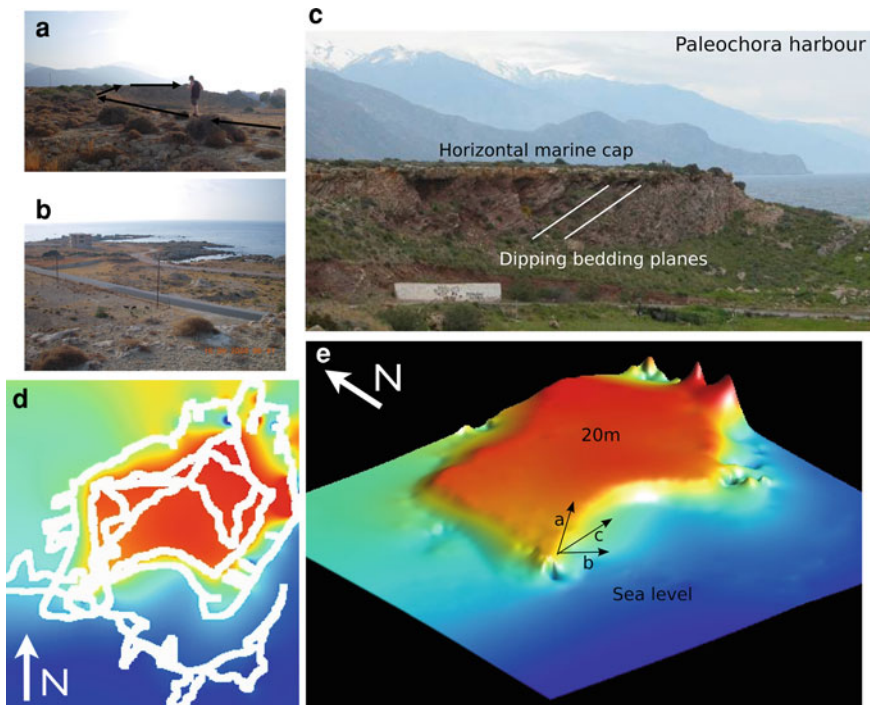 a
b
c
Paleochora harbour
Horizontal marine cap
Dipping bedding planes
d
N
e
N
20m
a
c
b
Sea level